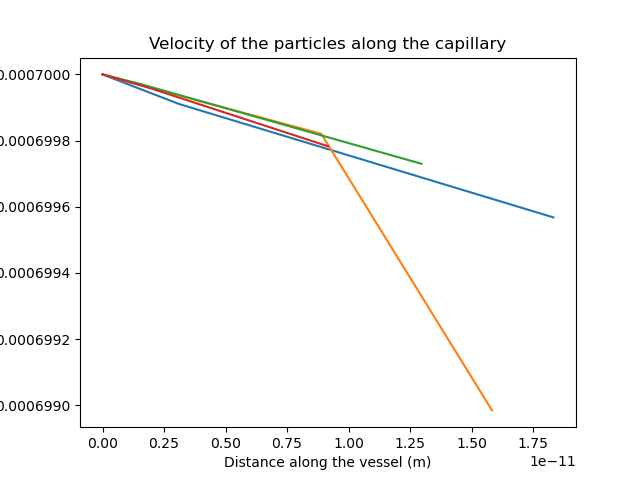 Velocity of the particles along the capillary
0.0007000
0.0006998
0.0006996
0.0006994
0.0006992
0.0006990
0.00 0.25 0.50 0.75 1.00 1.25 1.50 1.75
1e−11
Distance along the vessel (m)